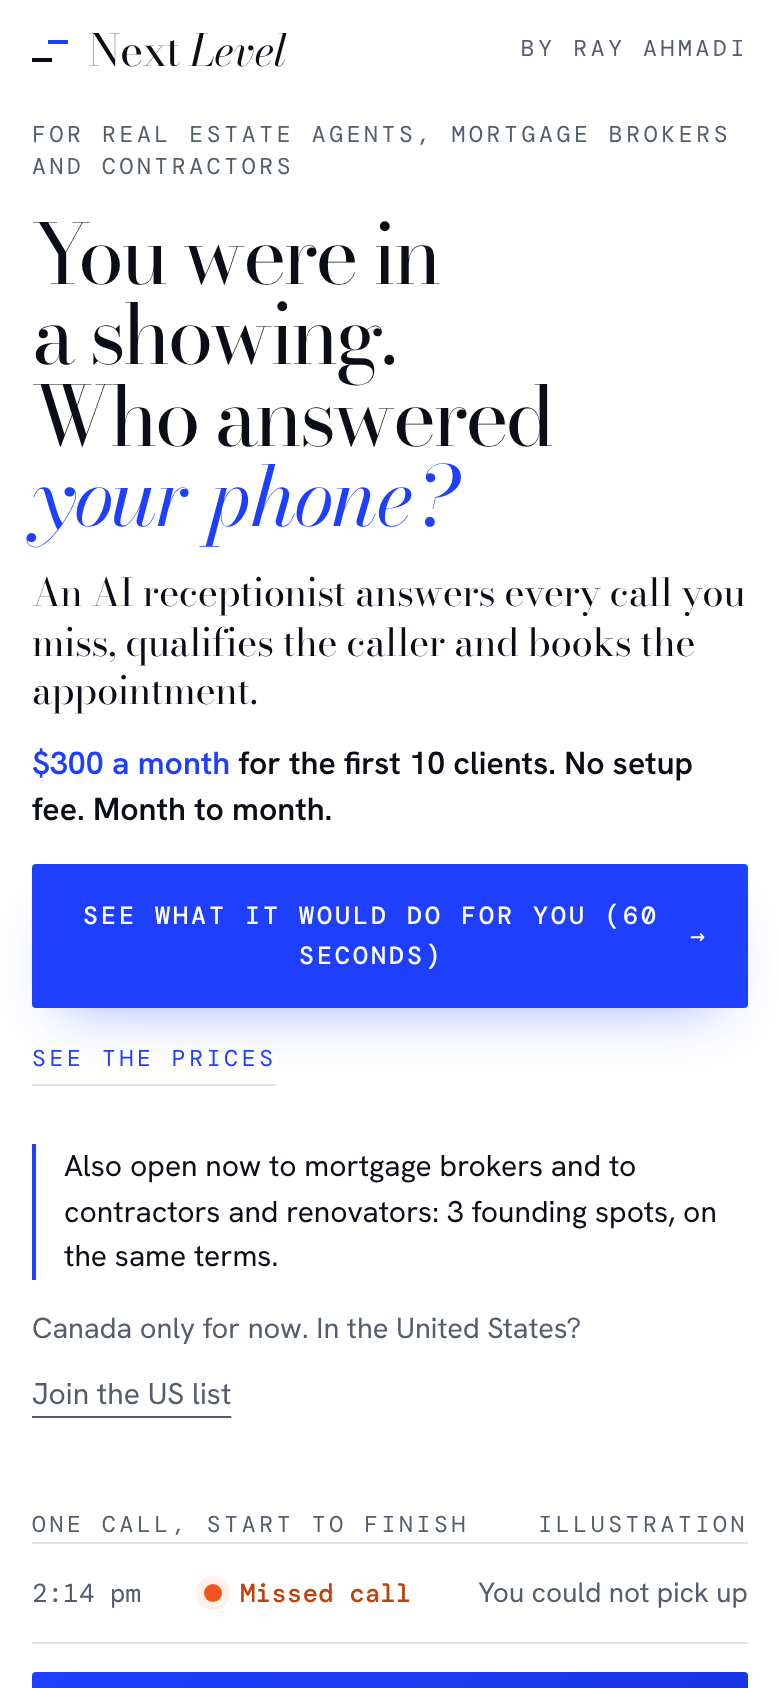 Next Level
BY RAY AHMADI
FOR REAL ESTATE AGENTS, MORTGAGE BROKERS
AND CONTRACTORS
You were in
a showing.
Who answered
your phone?
An AI receptionist answers every call you
miss, qualifies the caller and books the
appointment.
$300 a month for the first 10 clients. No setup
fee. Month to month.
SEE WHAT IT WOULD DO FOR YOU (60
SECONDS) →
SEE THE PRICES
Also open now to mortgage brokers and to
contractors and renovators: 3 founding spots, on
the same terms.
Canada only for now. In the United States?
Join the US list
ONE CALL, START TO FINISH ILLUSTRATION
2:14 pm Missed call You could not pick up